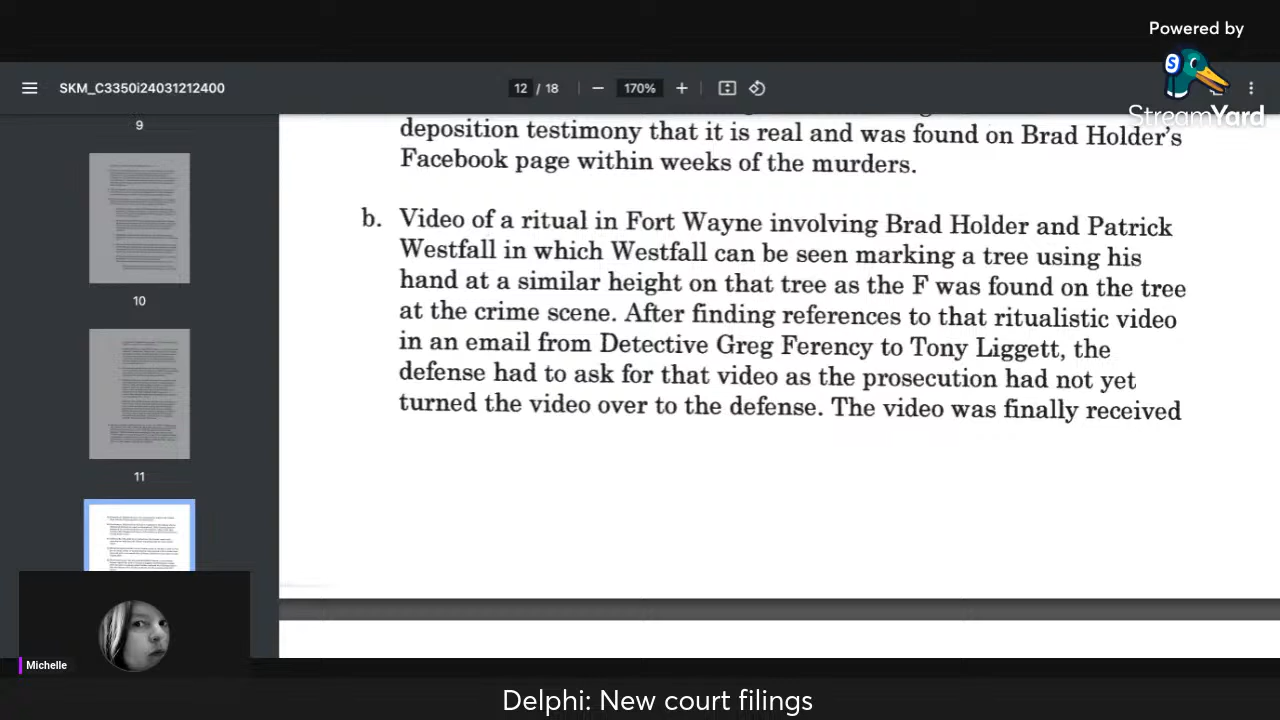 Powered by
StreamYard
SKM_C3350i24031212400
12 / 18
170%
9
10
11
deposition testimony that it is real and was found on Brad Holder's
Facebook page within weeks of the murders.
b. Video of a ritual in Fort Wayne involving Brad Holder and Patrick
Westfall in which Westfall can be seen marking a tree using his
hand at a similar height on that tree as the F was found on the tree
at the crime scene. After finding references to that ritualistic video
in an email from Detective Greg Ferency to Tony Liggett, the
defense had to ask for that video as the prosecution had not yet
turned the video over to the defense. The video was finally received
Michelle
Delphi: New court filings